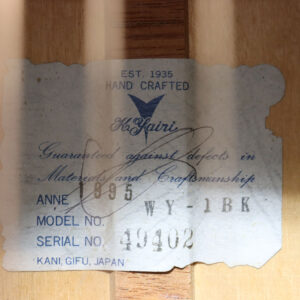 EST. 1935
HAND CRAFTED
K. Yairi
Guaranteed against defects in
Materials and Craftsmanship
ANNE 1995
MODEL NO. WY-1BK
SERIAL NO. 49402
KANI, GIFU, JAPAN